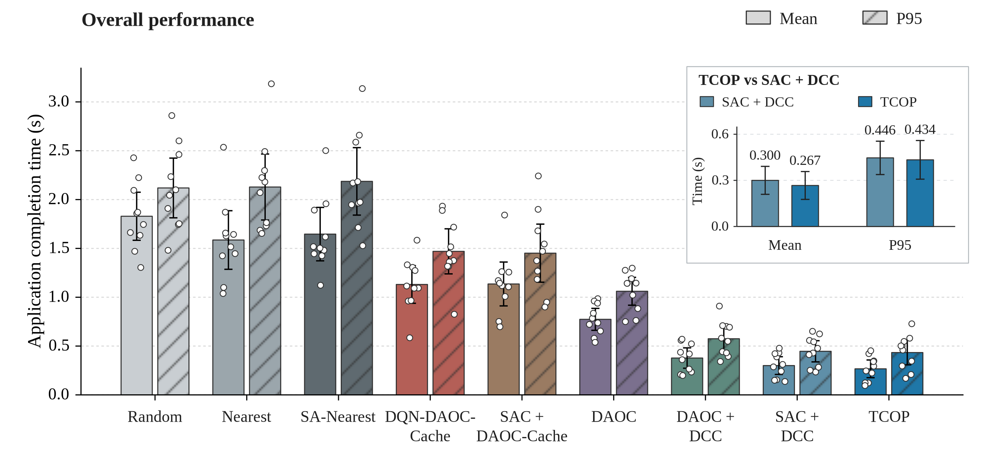 Overall performance
Mean
P95
TCOP vs SAC + DCC
SAC + DCC
TCOP
Time (s)
0.6
0.3
0.0
0.300
0.267
0.446
0.434
Mean
P95
Application completion time (s)
3.0
2.5
2.0
1.5
1.0
0.5
0.0
Random
Nearest
SA-Nearest
DQN-DAOC-
Cache
SAC +
DAOC-Cache
DAOC
DAOC +
DCC
SAC +
DCC
TCOP